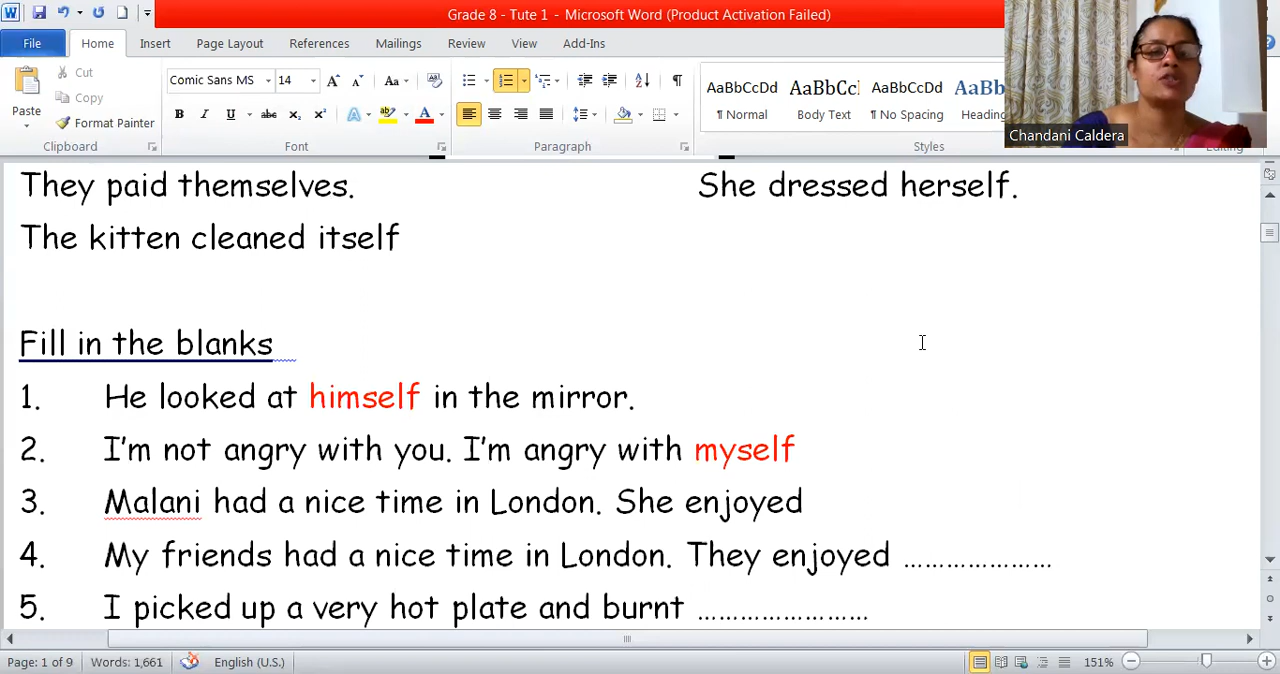 Grade 8 - Tute 1 - Microsoft Word (Product Activation Failed)
File Home Insert Page Layout References Mailings Review View Add-Ins
Paste
Cut
Copy
Format Painter
Comic Sans MS 14
AaBbCcDd AaBbCcl AaBbCcDd AaBbC
¶ Normal Body Text ¶ No Spacing Heading
Clipboard Font Paragraph Styles Editing
Chandani Caldera
They paid themselves. She dressed herself.
The kitten cleaned itself
Fill in the blanks
1. He looked at himself in the mirror.
2. I’m not angry with you. I’m angry with myself
3. Malani had a nice time in London. She enjoyed
4. My friends had a nice time in London. They enjoyed …………………
5. I picked up a very hot plate and burnt ……………………
Page: 1 of 9 Words: 1,661 English (U.S.) 151%